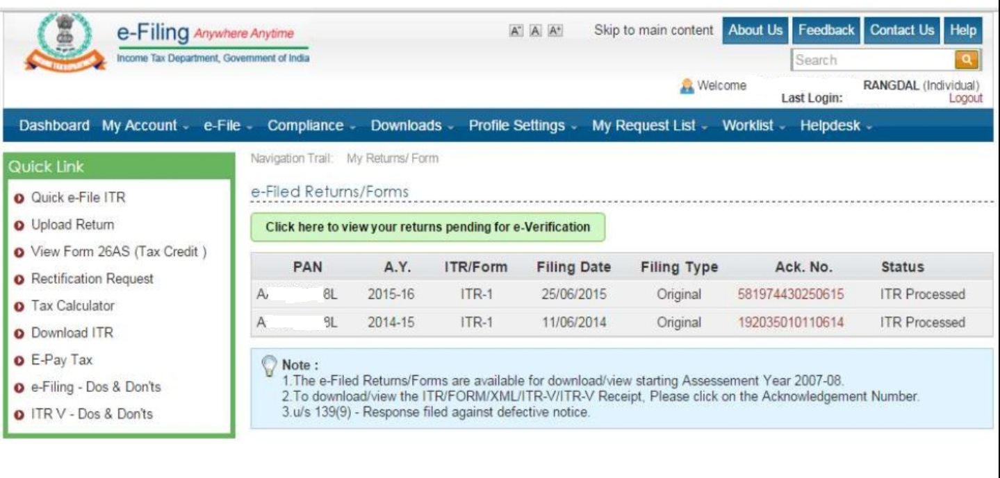 e-Filing Anywhere Anytime
Income Tax Department, Government of India
A- A A+ Skip to main content About Us Feedback Contact Us Help
Search
Welcome RANGDAL (Individual)
Last Login: Logout
Dashboard My Account e-File Compliance Downloads Profile Settings My Request List Worklist Helpdesk
Quick Link
Quick e-File ITR
Upload Return
View Form 26AS (Tax Credit )
Rectification Request
Tax Calculator
Download ITR
E-Pay Tax
e-Filing - Dos & Don'ts
ITR V - Dos & Don'ts
Navigation Trail: My Returns/ Form
e-Filed Returns/Forms
Click here to view your returns pending for e-Verification
PAN A.Y. ITR/Form Filing Date Filing Type Ack. No. Status
A 8L 2015-16 ITR-1 25/06/2015 Original 581974430250615 ITR Processed
A 8L 2014-15 ITR-1 11/06/2014 Original 192035010110614 ITR Processed
Note :
1.The e-Filed Returns/Forms are available for download/view starting Assessement Year 2007-08.
2.To download/view the ITR/FORM/XML/ITR-V/ITR-V Receipt, Please click on the Acknowledgement Number.
3.u/s 139(9) - Response filed against defective notice.